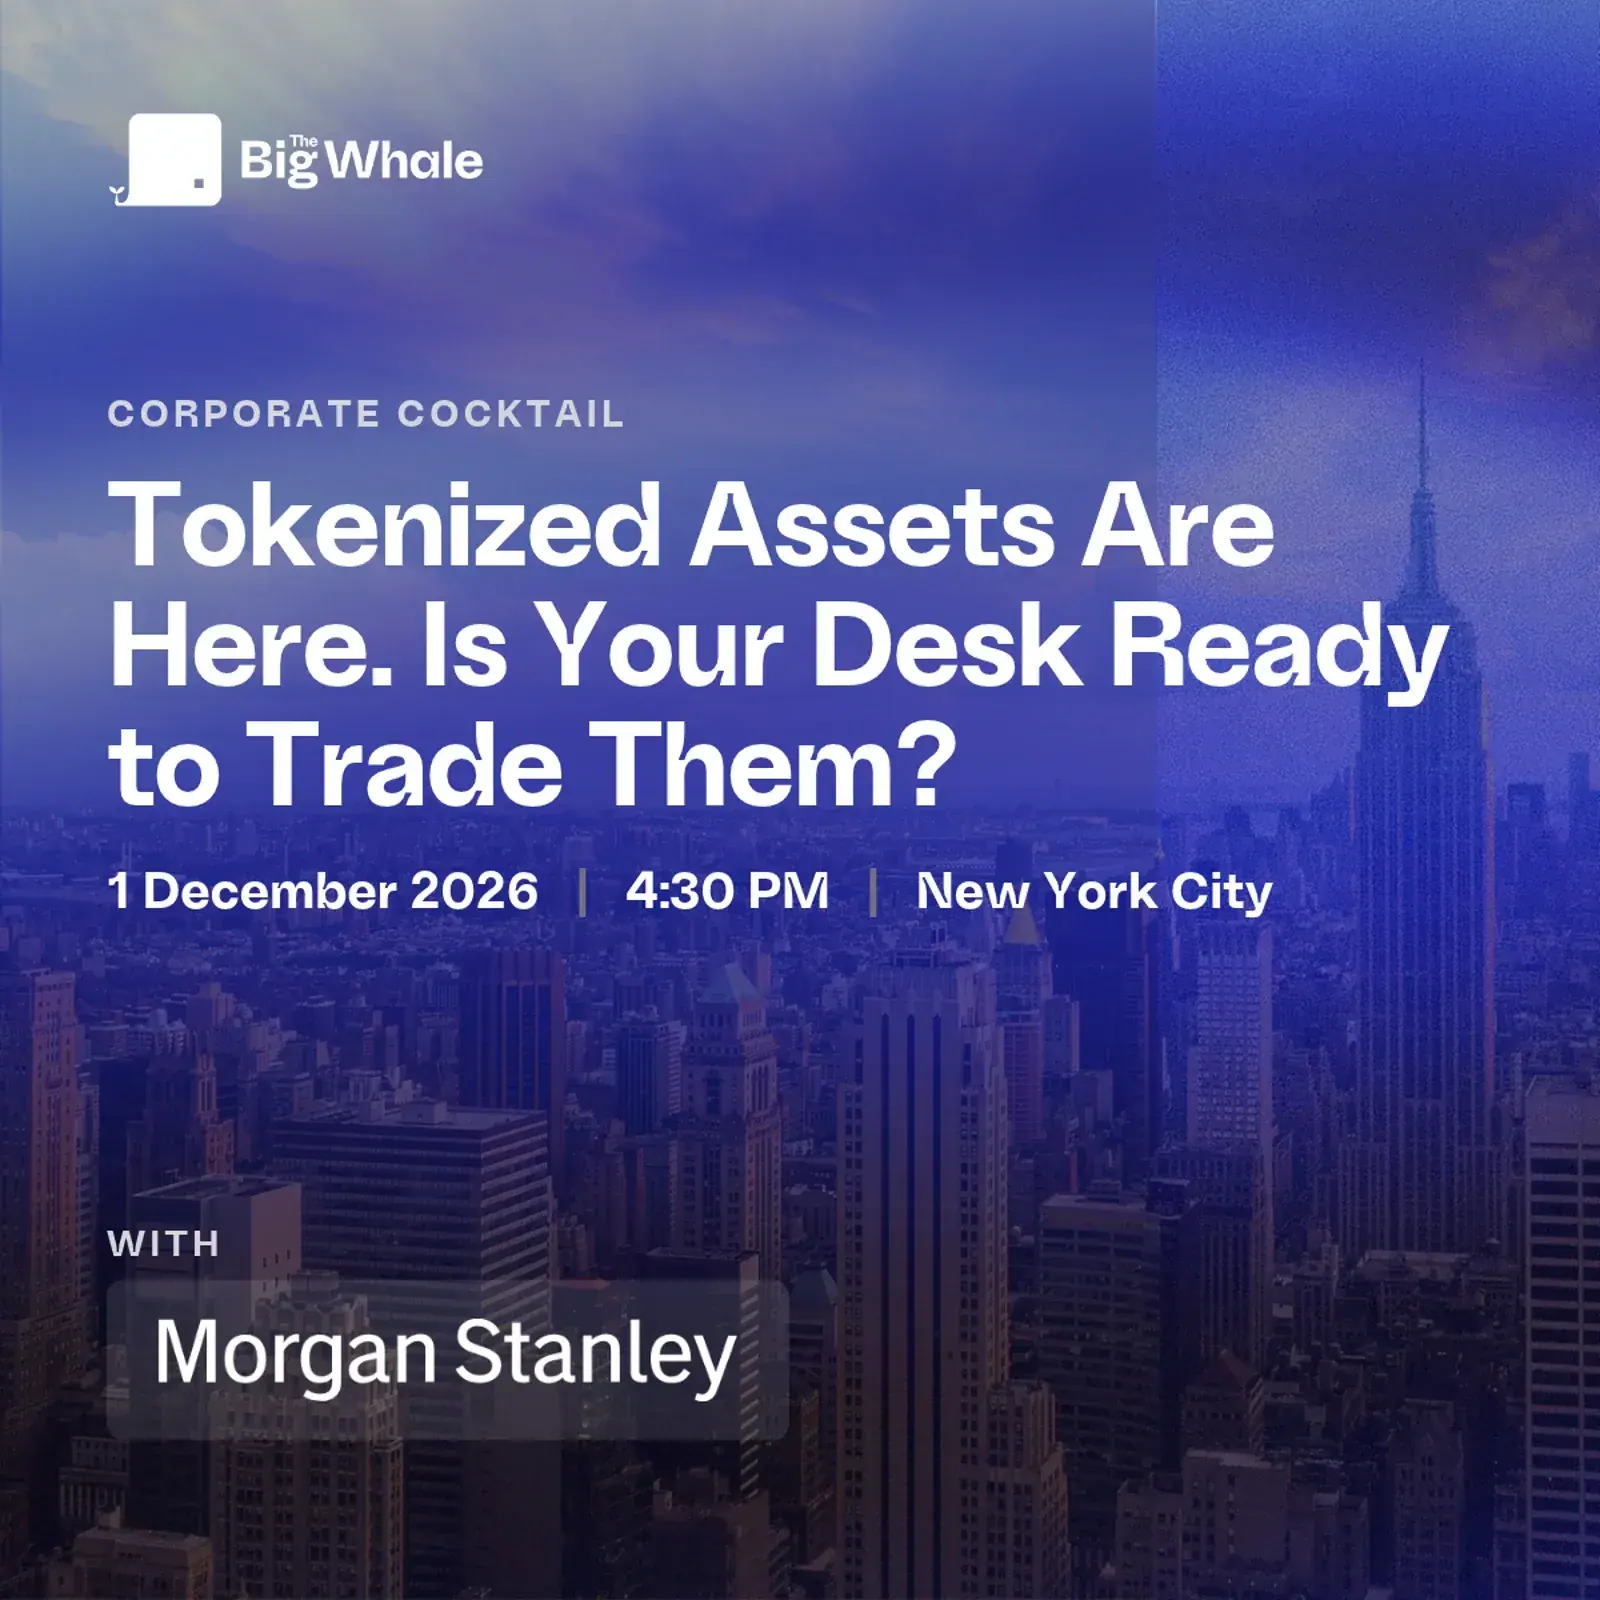 The Big Whale
CORPORATE COCKTAIL
Tokenized Assets Are
Here. Is Your Desk Ready
to Trade Them?
1 December 2026 | 4:30 PM | New York City
WITH
Morgan Stanley